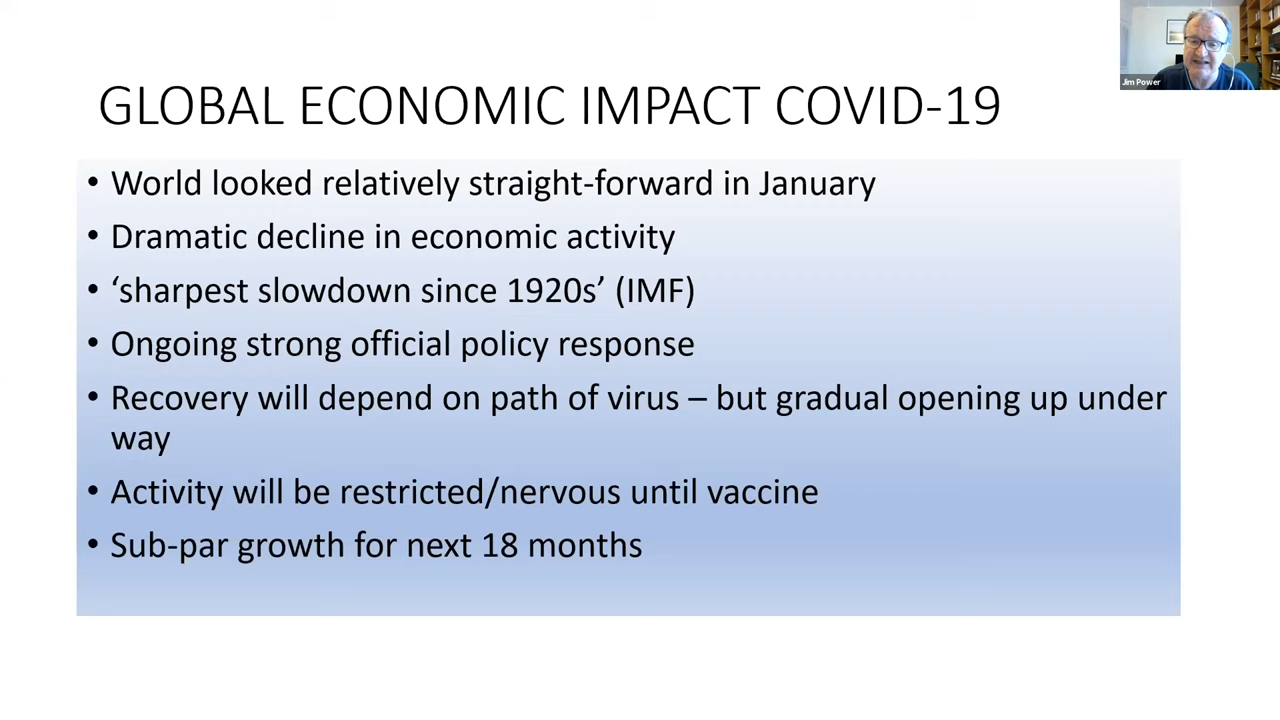 Jim Power
GLOBAL ECONOMIC IMPACT COVID-19
• World looked relatively straight-forward in January
• Dramatic decline in economic activity
• ‘sharpest slowdown since 1920s’ (IMF)
• Ongoing strong official policy response
• Recovery will depend on path of virus – but gradual opening up under
way
• Activity will be restricted/nervous until vaccine
• Sub-par growth for next 18 months